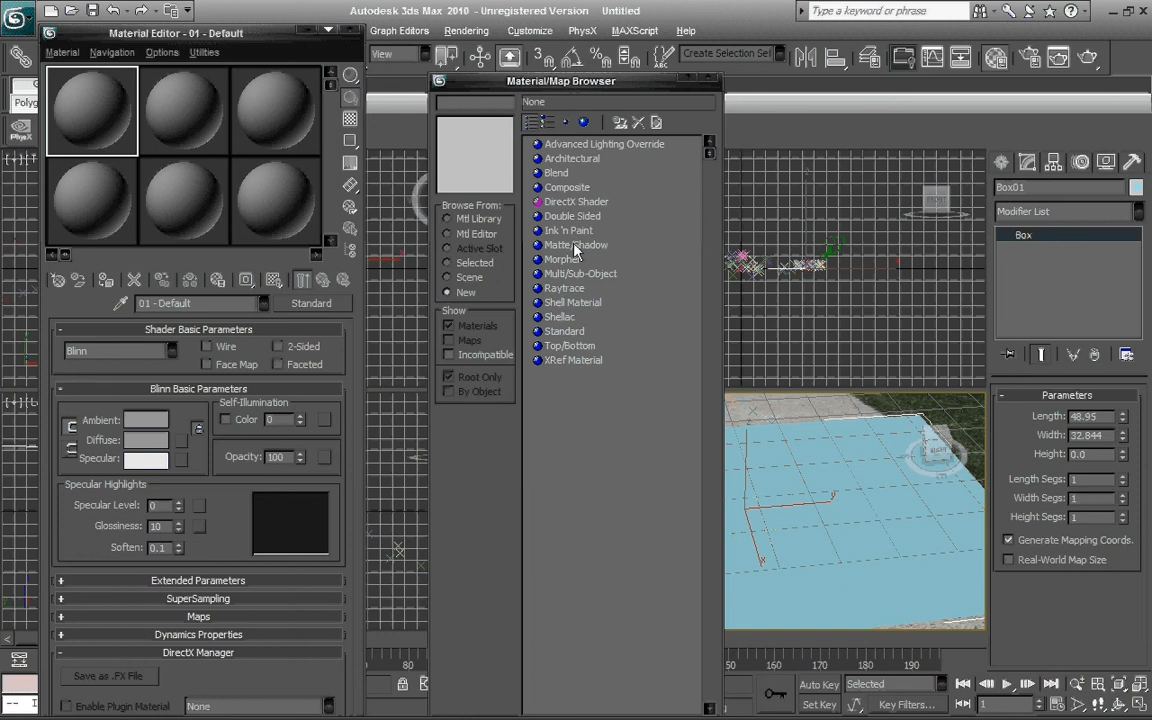 Autodesk 3ds Max 2010 - Unregistered Version Untitled
Type a keyword or phrase
Graph Editors Rendering Customize PhysX MAXScript Help
View
Create Selection Sel
Material Editor - 01 - Default
Material Navigation Options Utilities
01 - Default
Standard
Shader Basic Parameters
Blinn
Wire
2-Sided
Face Map
Faceted
Blinn Basic Parameters
Self-Illumination
Ambient:
Color 0
Diffuse:
Specular:
Opacity: 100
Specular Highlights
Specular Level: 0
Glossiness: 10
Soften: 0.1
Extended Parameters
SuperSampling
Maps
Dynamics Properties
DirectX Manager
Save as .FX File
Enable Plugin Material None
Polyg
PhysX
Material/Map Browser
None
Browse From:
Mtl Library
Mtl Editor
Active Slot
Selected
Scene
New
Show
Materials
Maps
Incompatible
Root Only
By Object
Advanced Lighting Override
Architectural
Blend
Composite
DirectX Shader
Double Sided
Ink 'n Paint
Matte/Shadow
Morpher
Multi/Sub-Object
Raytrace
Shell Material
Shellac
Standard
Top/Bottom
XRef Material
Box01
Modifier List
Box
Parameters
Length: 48.95
Width: 32.844
Height: 0.0
Length Segs: 1
Width Segs: 1
Height Segs: 1
Generate Mapping Coords.
Real-World Map Size
80
50 160 170 180 190
Auto Key Selected
Set Key Key Filters...
1